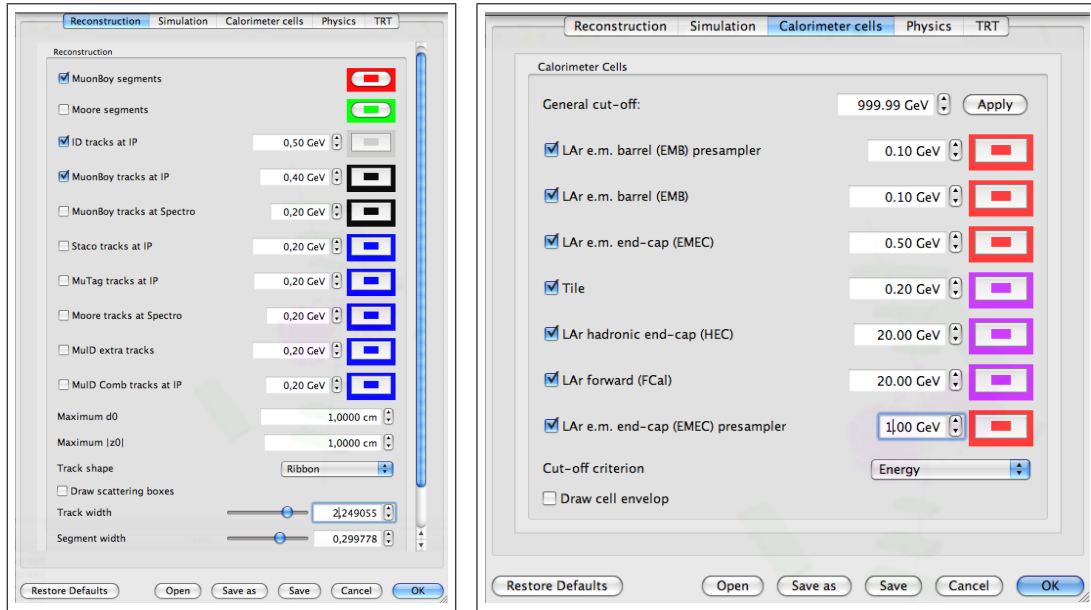 Reconstruction Simulation Calorimeter cells Physics TRT
Reconstruction
MuonBoy segments
Moore segments
ID tracks at IP 0,50 GeV
MuonBoy tracks at IP 0,40 GeV
MuonBoy tracks at Spectro 0,20 GeV
Staco tracks at IP 0,20 GeV
MuTag tracks at IP 0,20 GeV
Moore tracks at Spectro 0,20 GeV
MuID extra tracks 0,20 GeV
MuID Comb tracks at IP 0,20 GeV
Maximum d0 1,0000 cm
Maximum |z0| 1,0000 cm
Track shape Ribbon
Draw scattering boxes
Track width 2,249055
Segment width 0,299778
Restore Defaults Open Save as Save Cancel OK
Reconstruction Simulation Calorimeter cells Physics TRT
Calorimeter Cells
General cut-off: 999.99 GeV Apply
LAr e.m. barrel (EMB) presampler 0.10 GeV
LAr e.m. barrel (EMB) 0.10 GeV
LAr e.m. end-cap (EMEC) 0.50 GeV
Tile 0.20 GeV
LAr hadronic end-cap (HEC) 20.00 GeV
LAr forward (FCal) 20.00 GeV
LAr e.m. end-cap (EMEC) presampler 1.00 GeV
Cut-off criterion Energy
Draw cell envelop
Restore Defaults Open Save as Save Cancel OK